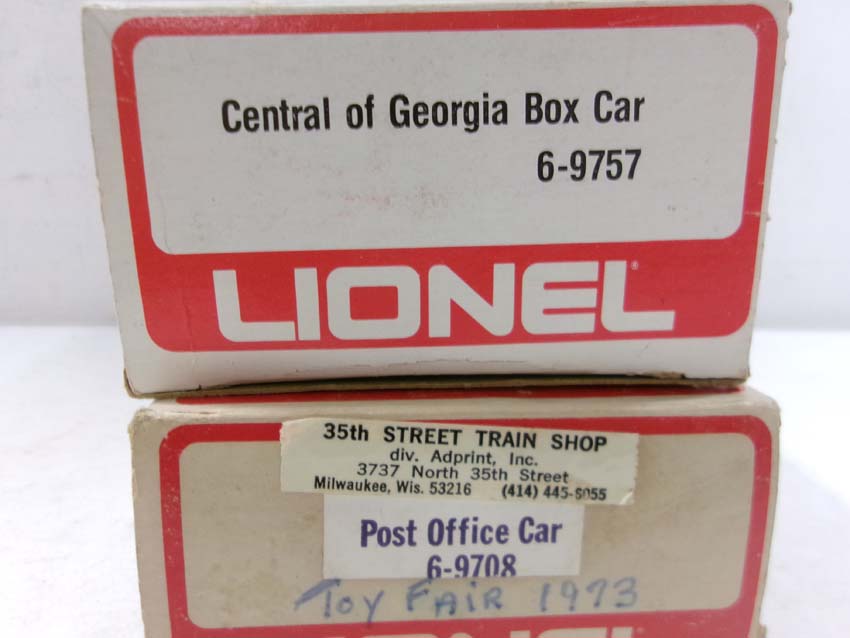 Central of Georgia Box Car
6-9757
LIONEL®
35th STREET TRAIN SHOP
div. Adprint, Inc.
3737 North 35th Street
Milwaukee, Wis. 53216 (414) 445-
Post Office Car
6-9708
TOY FAIR 1973
LIONEL